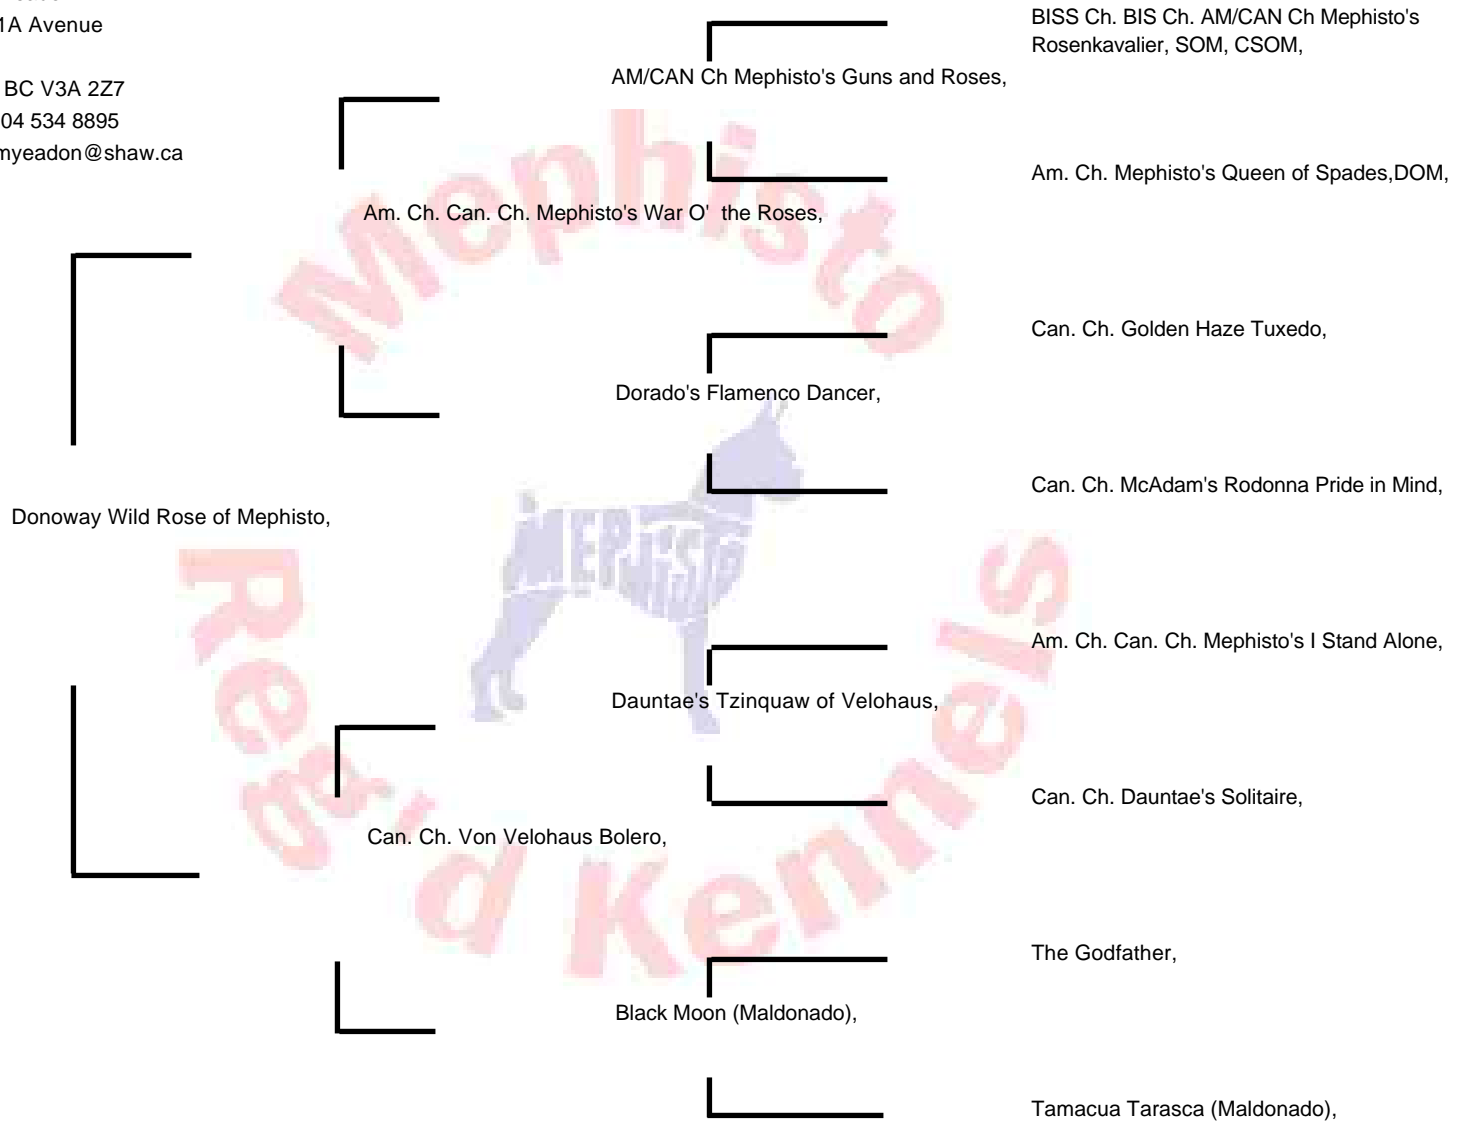 1A Avenue
BC V3A 2Z7
04 534 8895
myeadon@shaw.ca
BISS Ch. BIS Ch. AM/CAN Ch Mephisto's
Rosenkavalier, SOM, CSOM,
AM/CAN Ch Mephisto's Guns and Roses,
Am. Ch. Mephisto's Queen of Spades,DOM,
Am. Ch. Can. Ch. Mephisto's War O' the Roses,
Can. Ch. Golden Haze Tuxedo,
Dorado's Flamenco Dancer,
Can. Ch. McAdam's Rodonna Pride in Mind,
Donoway Wild Rose of Mephisto,
Am. Ch. Can. Ch. Mephisto's I Stand Alone,
Dauntae's Tzinquaw of Velohaus,
Can. Ch. Dauntae's Solitaire,
Can. Ch. Von Velohaus Bolero,
The Godfather,
Black Moon (Maldonado),
Tamacua Tarasca (Maldonado),
Mephisto
MEPHISTO
Reg'd Kennels